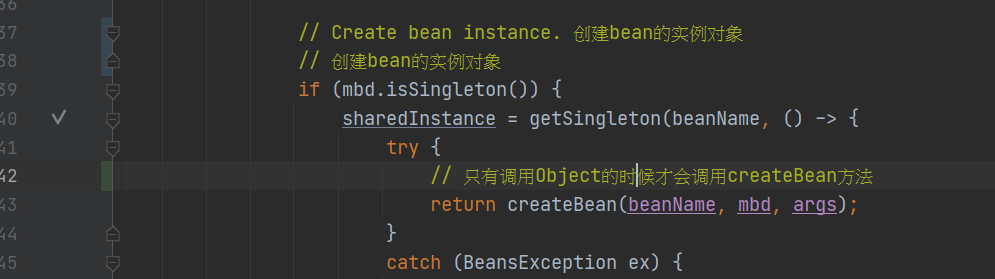 36
37 // Create bean instance. 创建bean的实例对象
38 // 创建bean的实例对象
39 if (mbd.isSingleton()) {
40 sharedInstance = getSingleton(beanName, () -> {
41 try {
42 // 只有调用Object的时候才会调用createBean方法
43 return createBean(beanName, mbd, args);
44 }
45 catch (BeansException ex) {